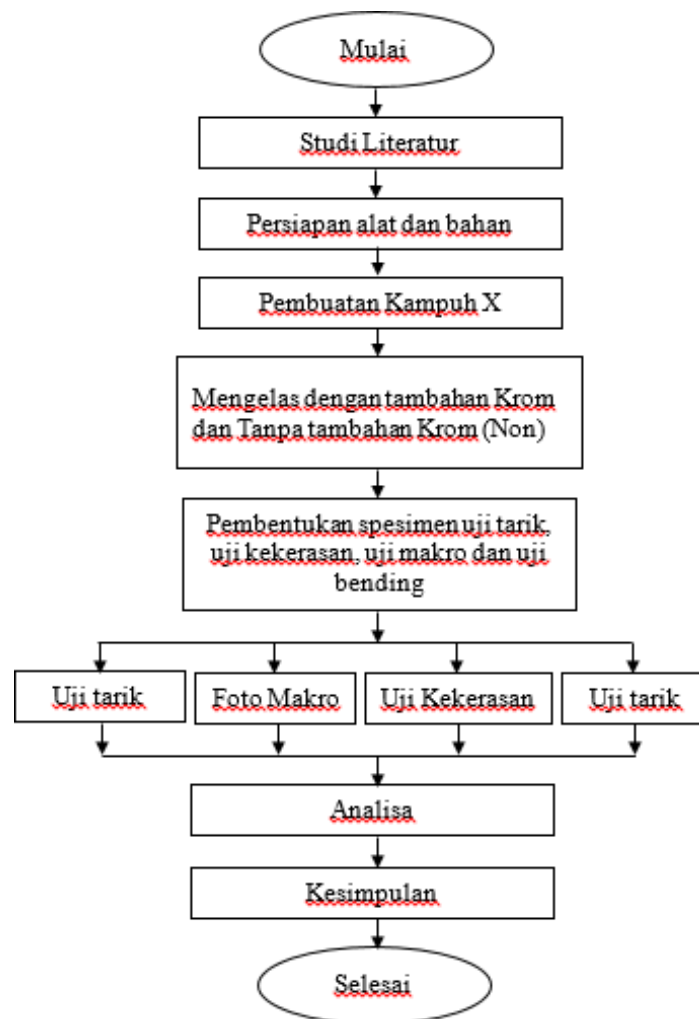 Mulai
Studi Literatur
Persiapan alat dan bahan
Pembuatan Kampuh X
Mengelas dengan tambahan Krom
dan Tanpa tambahan Krom (Non)
Pembentukan spesimen uji tarik,
uji kekerasan, uji makro dan uji
bending
Uji tarik
Foto Makro
Uji Kekerasan
Uji tarik
Analisa
Kesimpulan
Selesai